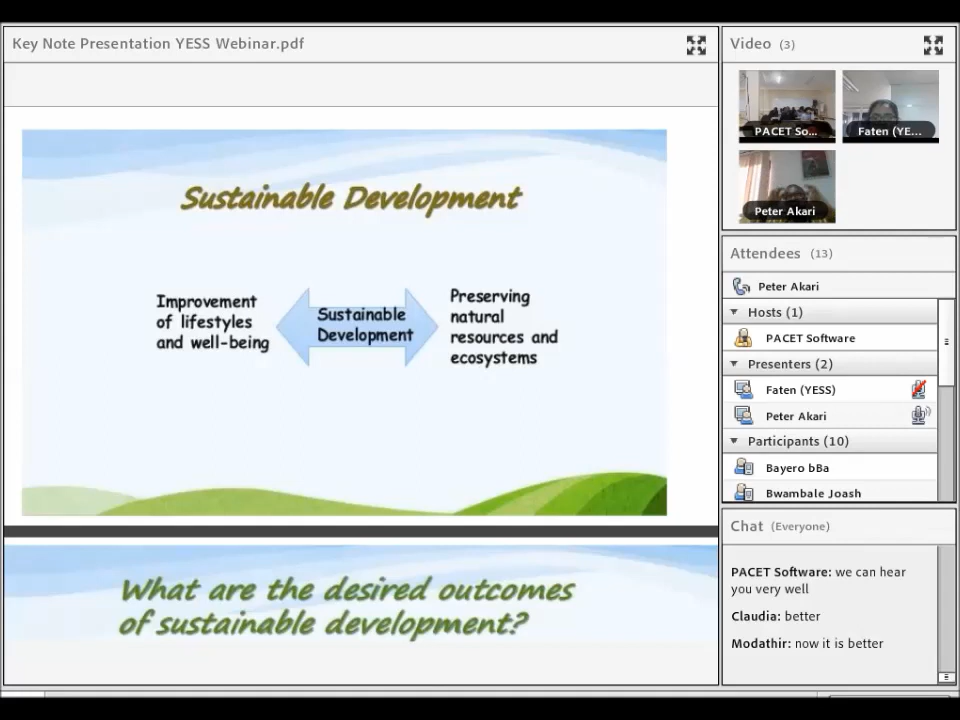 Key Note Presentation YESS Webinar.pdf
Sustainable Development
Improvement
of lifestyles
and well-being
Sustainable
Development
Preserving
natural
resources and
ecosystems
What are the desired outcomes
of sustainable development?
Video (3)
PACET So...
Faten (YE...
Peter Akari
Attendees (13)
Peter Akari
Hosts (1)
PACET Software
Presenters (2)
Faten (YESS)
Peter Akari
Participants (10)
Bayero bBa
Bwambale Joash
Chat (Everyone)
PACET Software: we can hear
you very well
Claudia: better
Modathir: now it is better